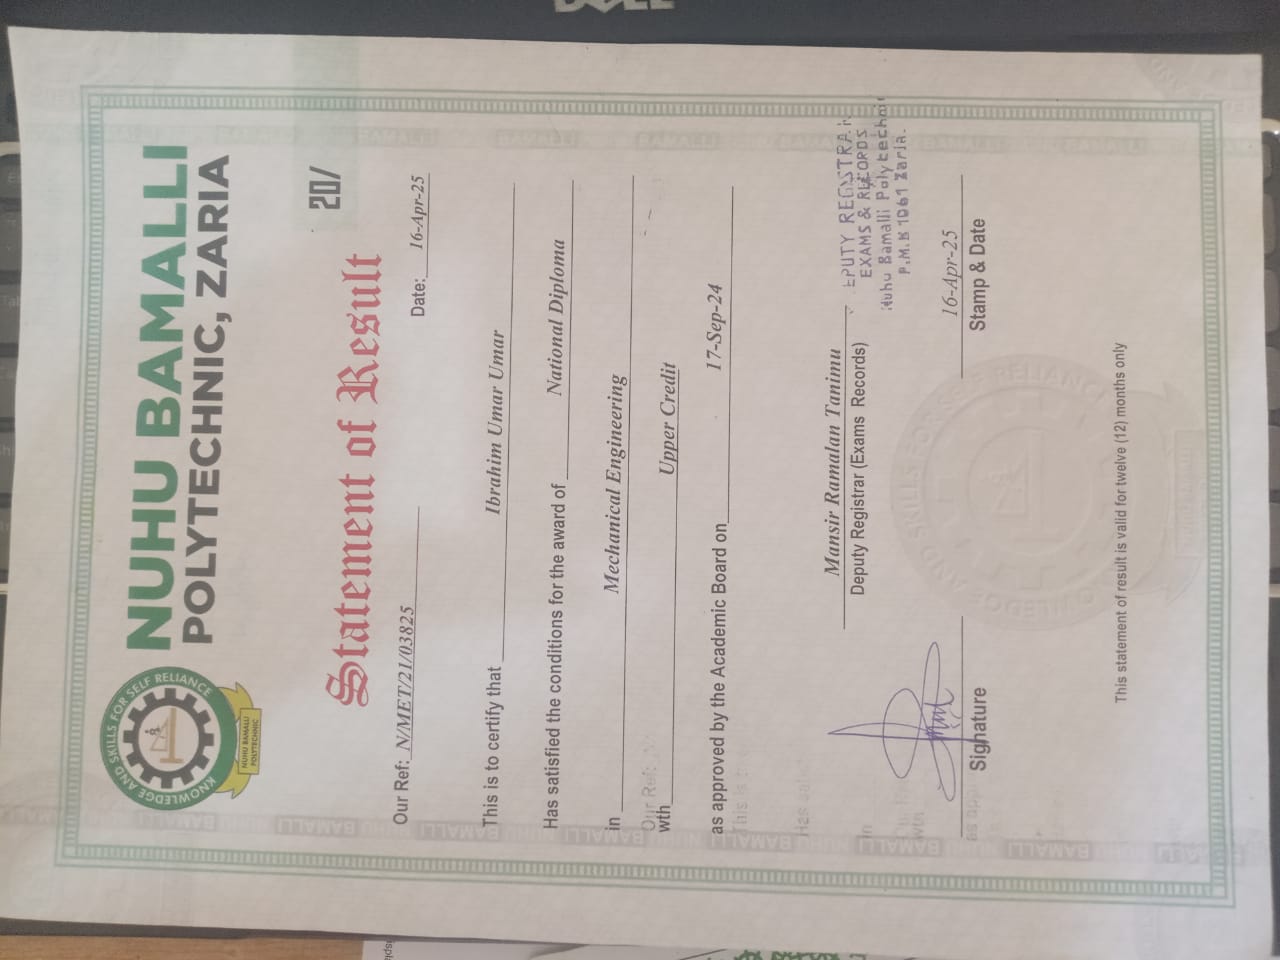 DELL
NUHU BAMALLI
POLYTECHNIC, ZARIA
KNOWLEDGE AND SKILLS FOR SELF RELIANCE
NUHU BAMALLI
POLYTECHNIC
20/
Statement of Result
Our Ref: N/MET/21/03825 Date: 16-Apr-25
This is to certify that Ibrahim Umar Umar
Has satisfied the conditions for the award of National Diploma
in Mechanical Engineering
wth Upper Credit
as approved by the Academic Board on 17-Sep-24
Mansir Ramalan Tanimu
Deputy Registrar (Exams Records)
EPUTY REGISTRAR
EXAMS & RECORDS
Nuhu Bamalli Polytechnic
P.M.B 1061 Zaria.
16-Apr-25
Signature Stamp & Date
This statement of result is valid for twelve (12) months only